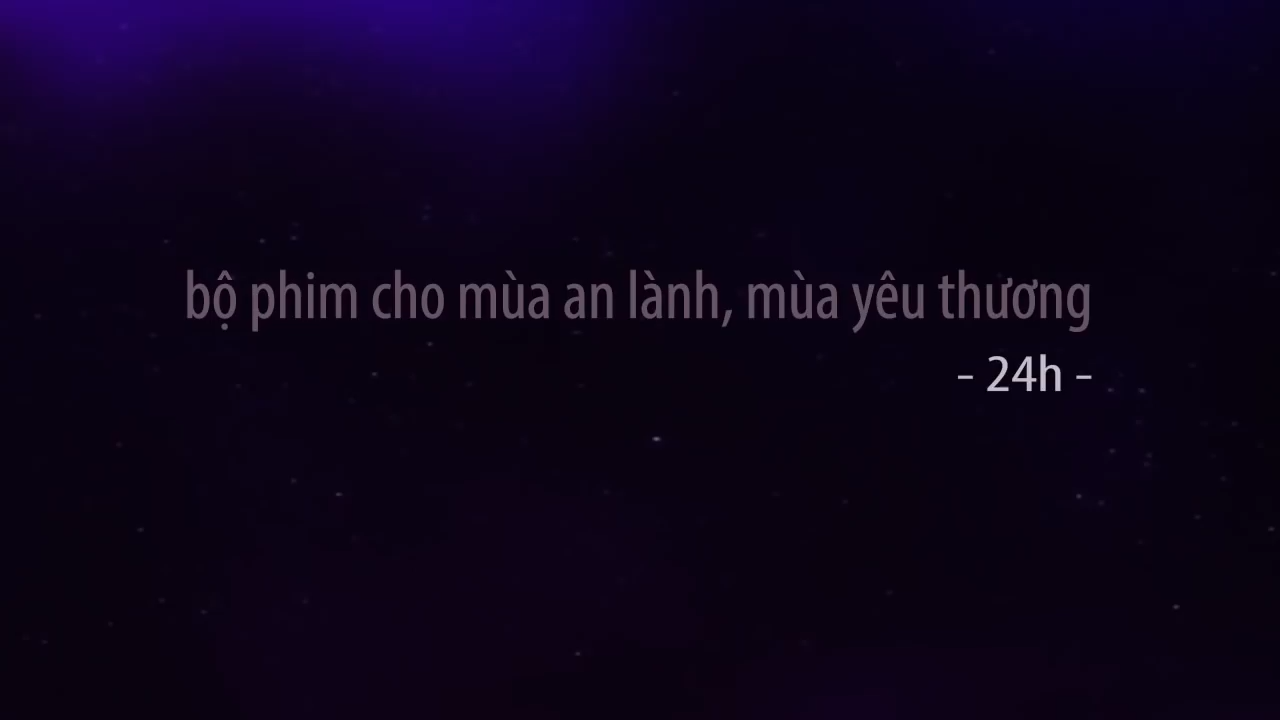 bộ phim cho mùa an lành, mùa yêu thương
- 24h -